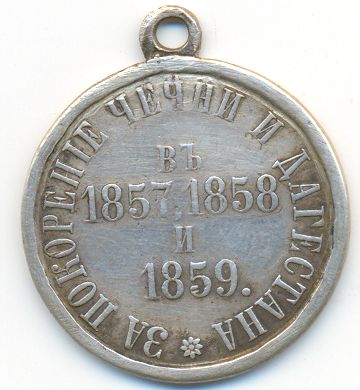 ЗА ПОКОРЕНІЕ ЧЕЧНИ И ДАГЕСТАНА
ВЪ
1857, 1858
И
1859.